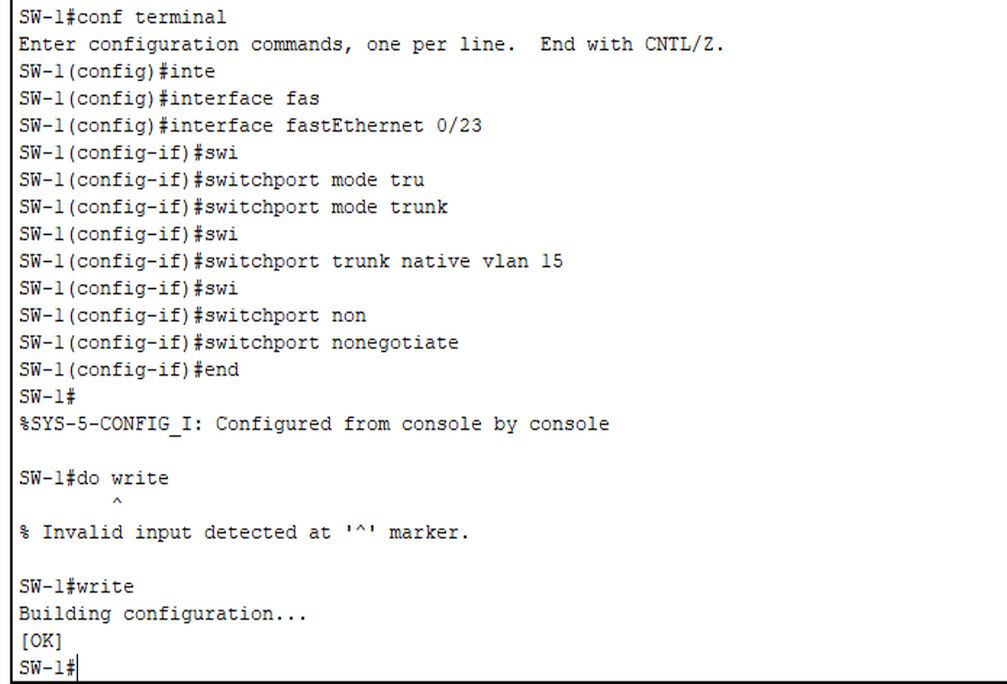 SW-1#conf terminal
Enter configuration commands, one per line.  End with CNTL/Z.
SW-1(config)#inte
SW-1(config)#interface fas
SW-1(config)#interface fastEthernet 0/23
SW-1(config-if)#swi
SW-1(config-if)#switchport mode tru
SW-1(config-if)#switchport mode trunk
SW-1(config-if)#swi
SW-1(config-if)#switchport trunk native vlan 15
SW-1(config-if)#swi
SW-1(config-if)#switchport non
SW-1(config-if)#switchport nonegotiate
SW-1(config-if)#end
SW-1#
%SYS-5-CONFIG_I: Configured from console by console
SW-1#do write
^
% Invalid input detected at '^' marker.
SW-1#write
Building configuration...
[OK]
SW-1#